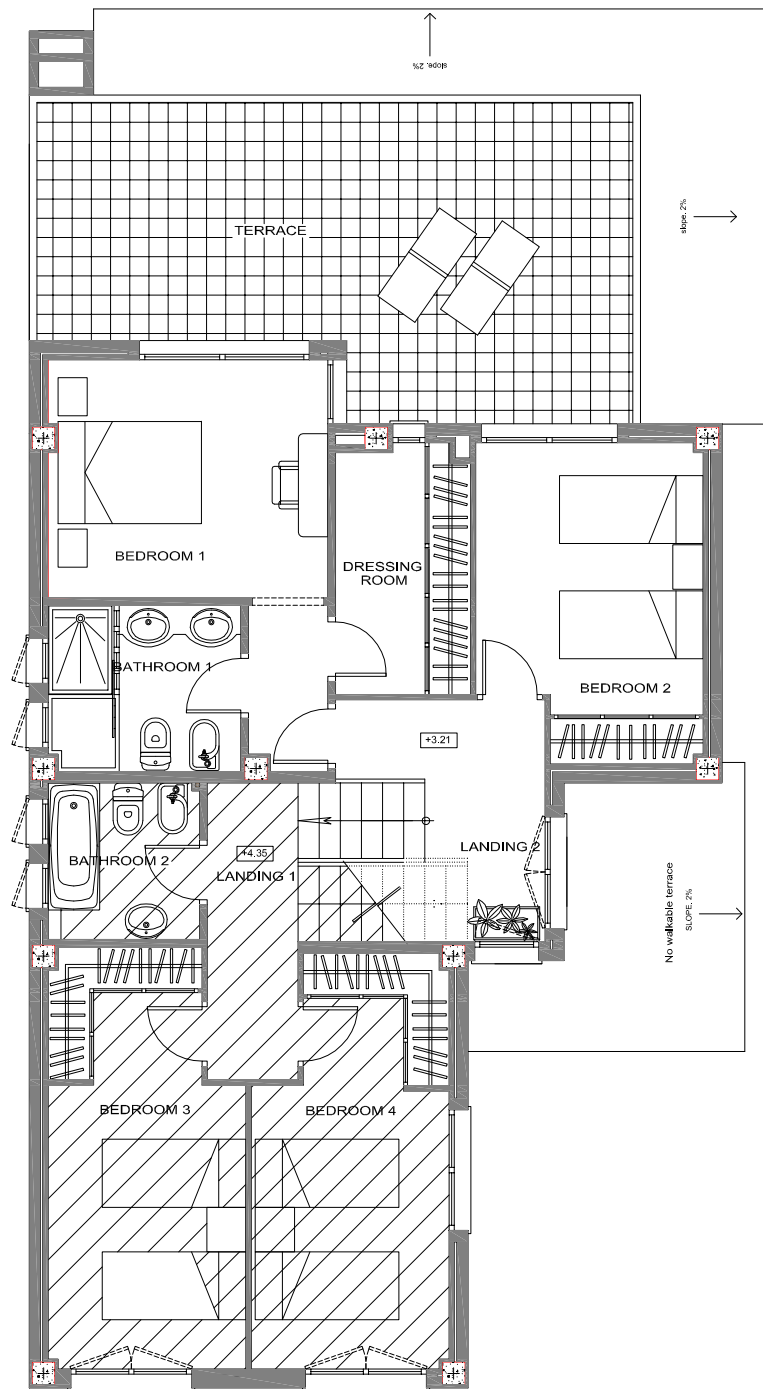 slope. 2%
slope. 2%
TERRACE
BEDROOM 1
DRESSING
ROOM
BATHROOM 1
BEDROOM 2
+3.21
+4.35
LANDING 2
BATHROOM 2
LANDING 1
No walkable terrace
SLOPE. 2%
BEDROOM 3
BEDROOM 4